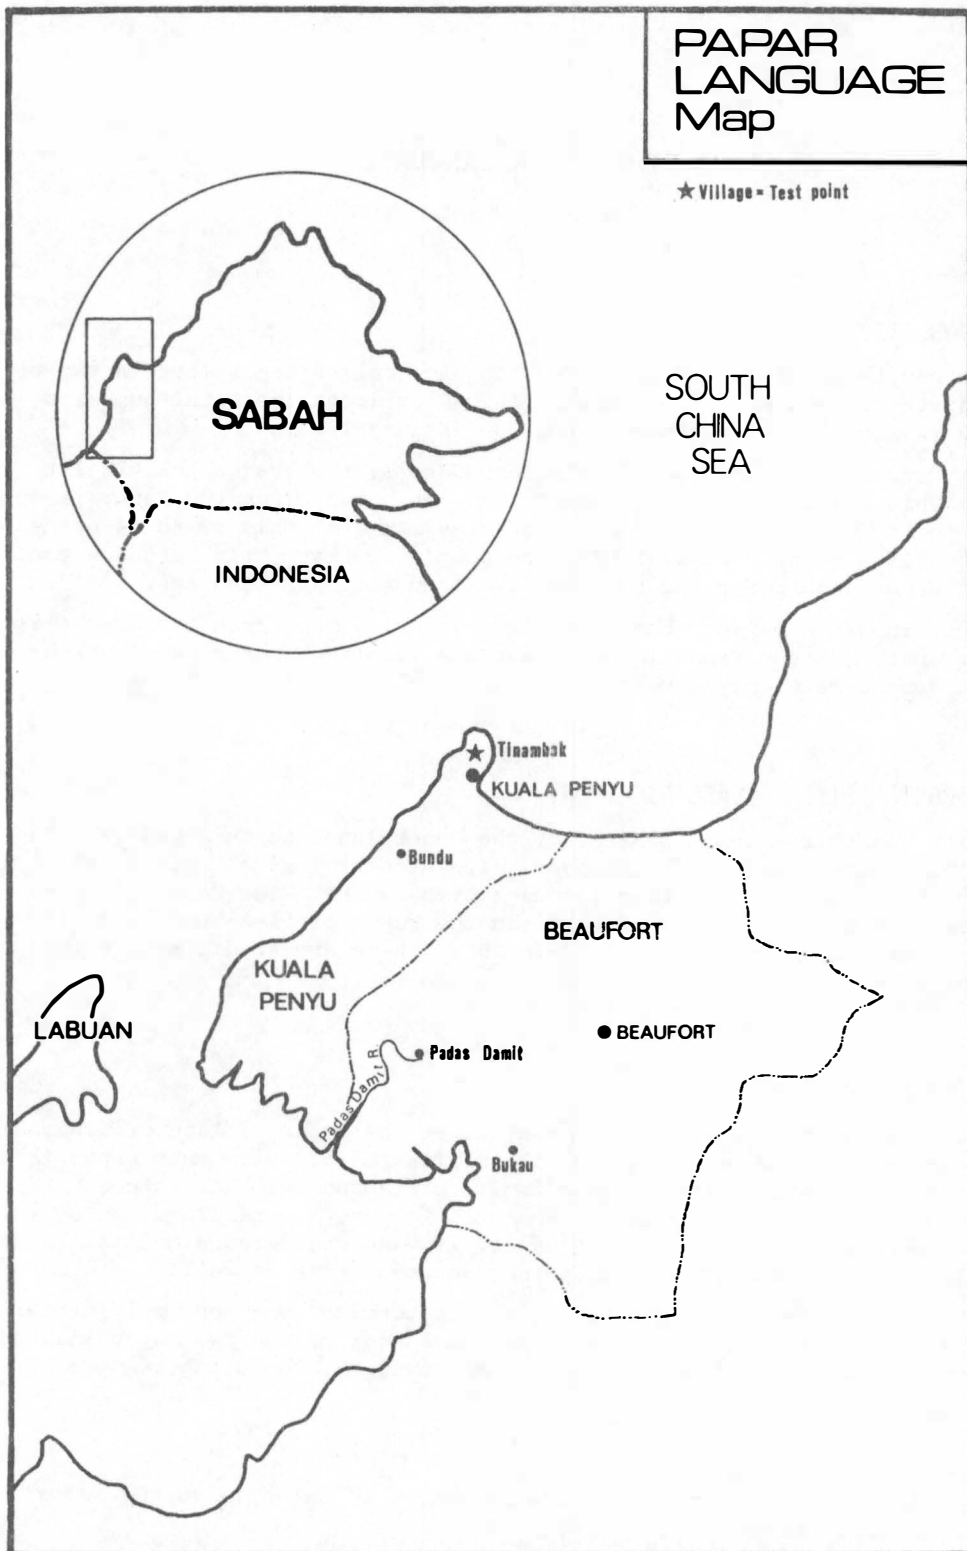 PAPAR
LANGUAGE
Map
★ Village = Test point
SABAH
INDONESIA
SOUTH
CHINA
SEA
Tinambak
KUALA PENYU
Bundu
BEAUFORT
KUALA
PENYU
LABUAN
BEAUFORT
Padas Damit
Padas Damit R.
Bukau